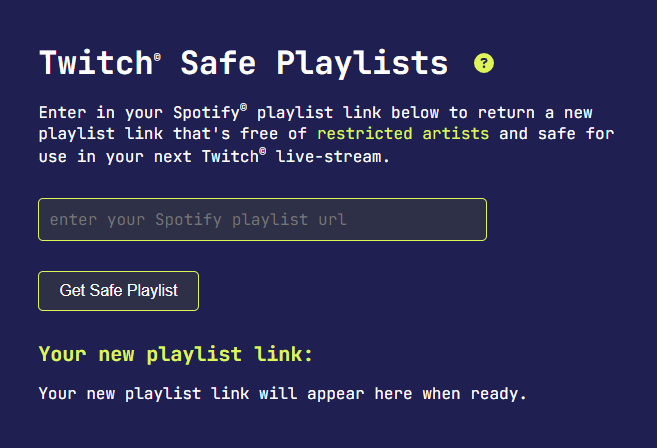 Twitch© Safe Playlists ?
Enter in your Spotify© playlist link below to return a new
playlist link that's free of restricted artists and safe for
use in your next Twitch© live-stream.
enter your Spotify playlist url
Get Safe Playlist
Your new playlist link:
Your new playlist link will appear here when ready.